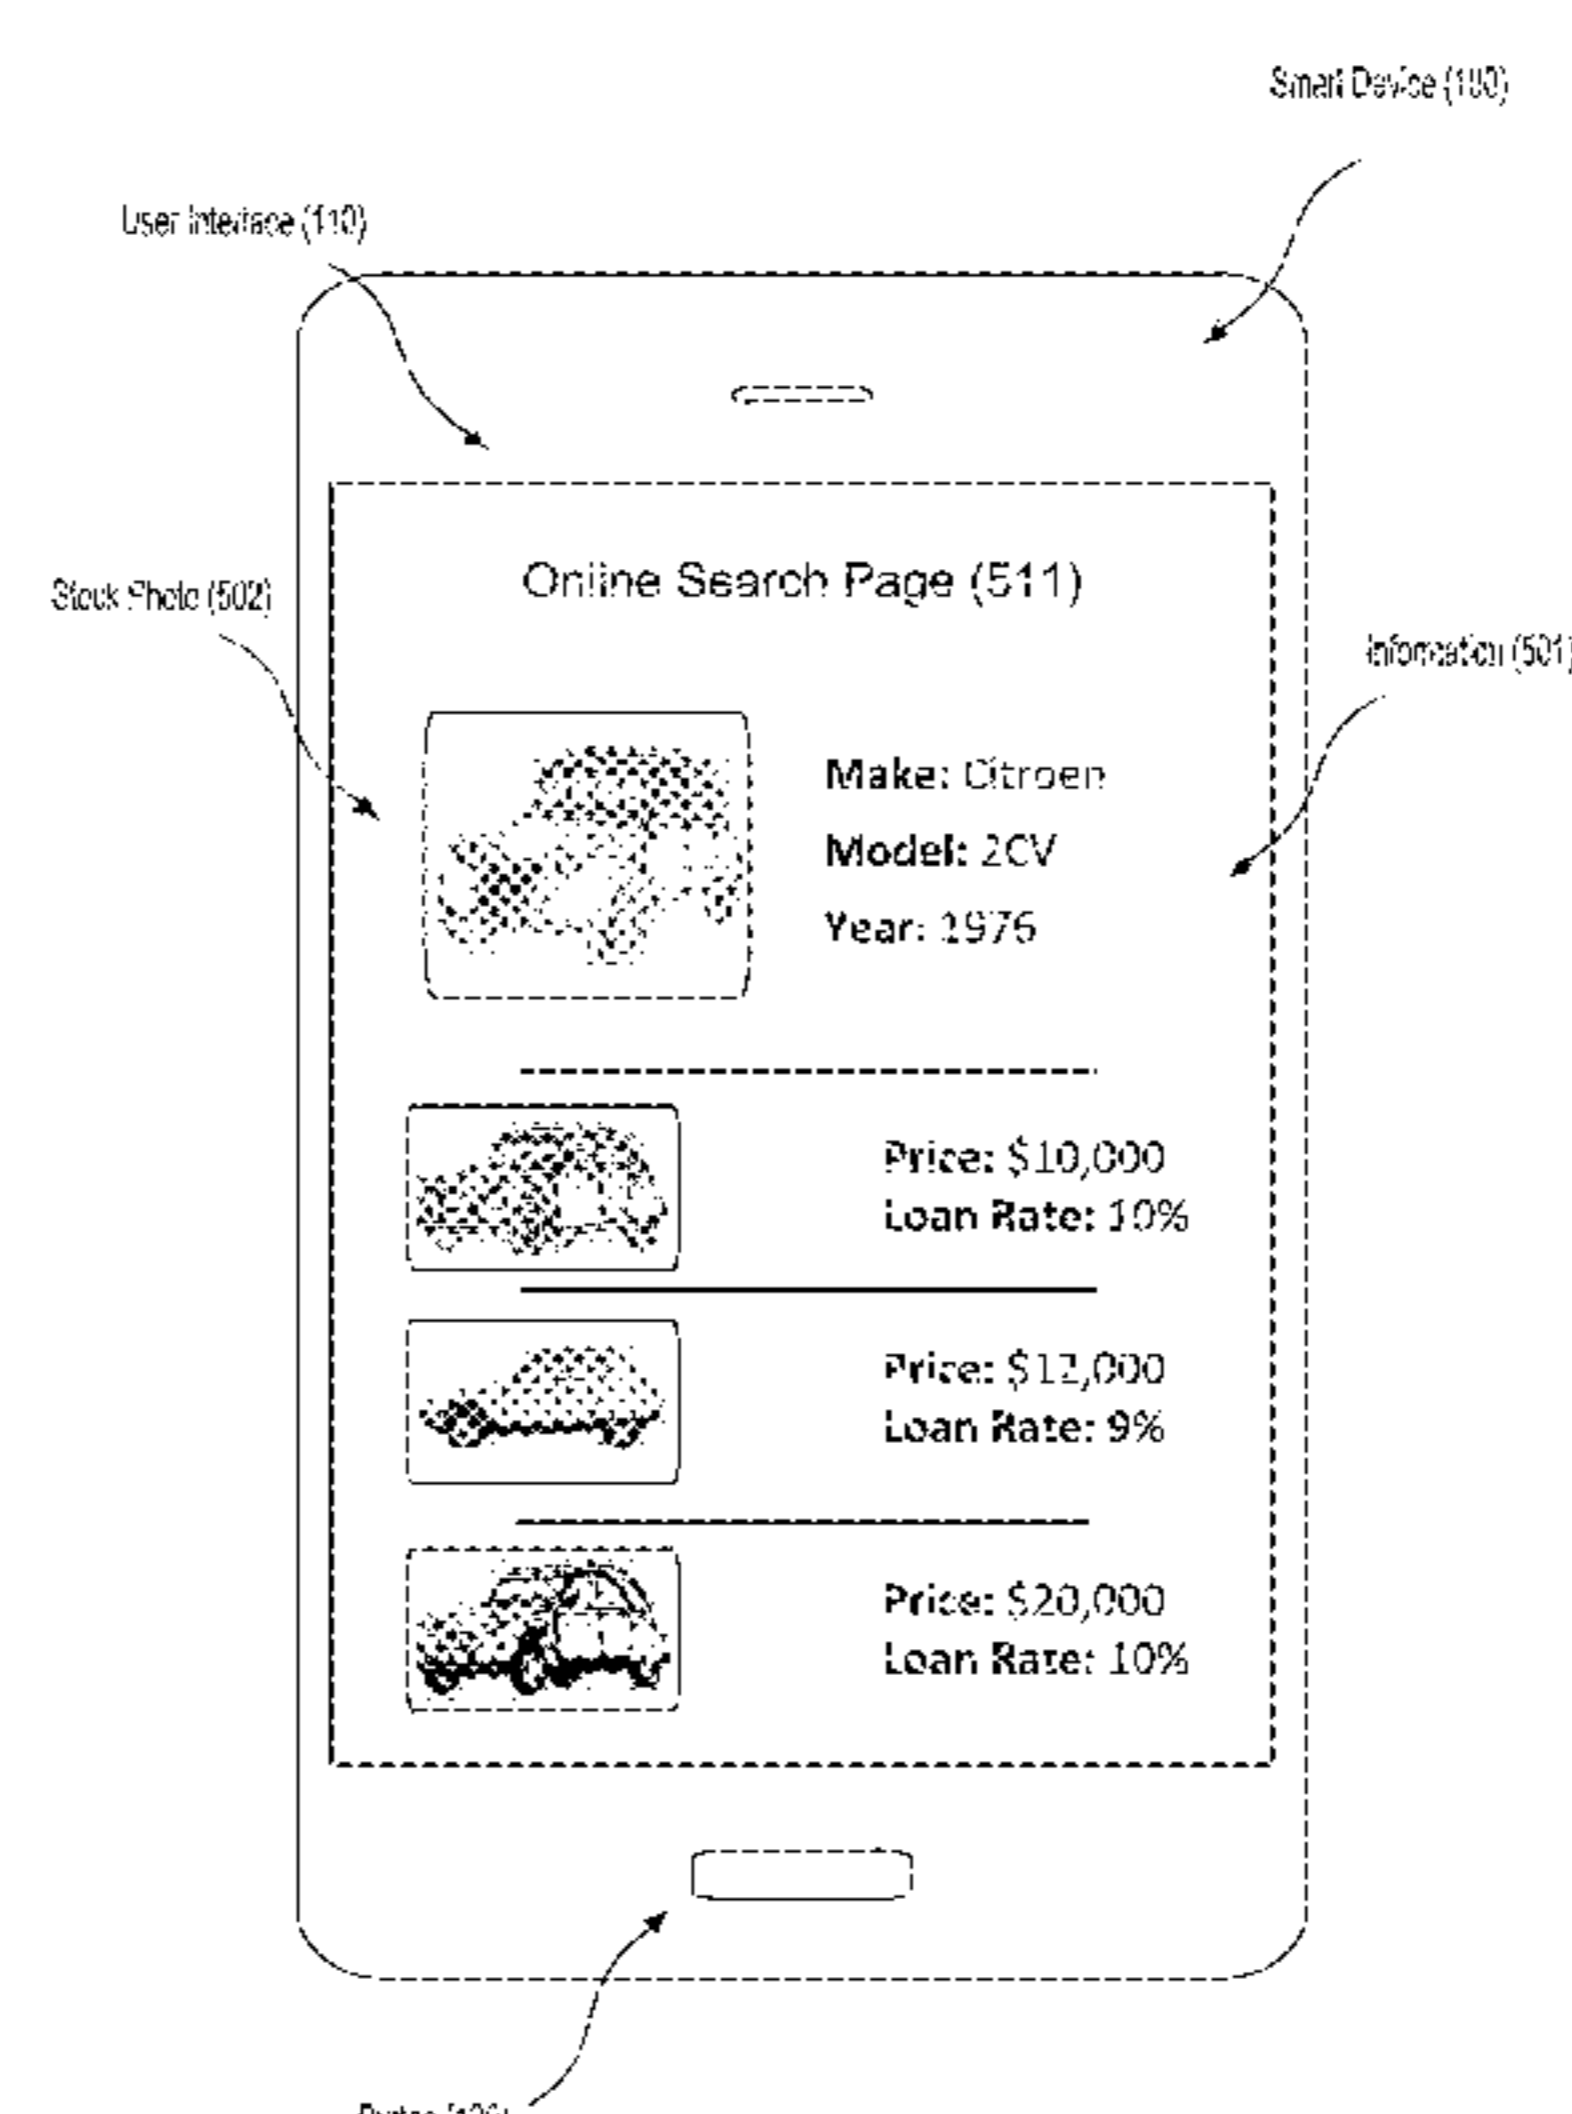 Smart Device (100)
User Interface (110)
Online Search Page (511)
Stock Photo (502)
Information (501)
Make: Citroen
Model: 2CV
Year: 1976
Price: $10,000
Loan Rate: 10%
Price: $12,000
Loan Rate: 9%
Price: $20,000
Loan Rate: 10%